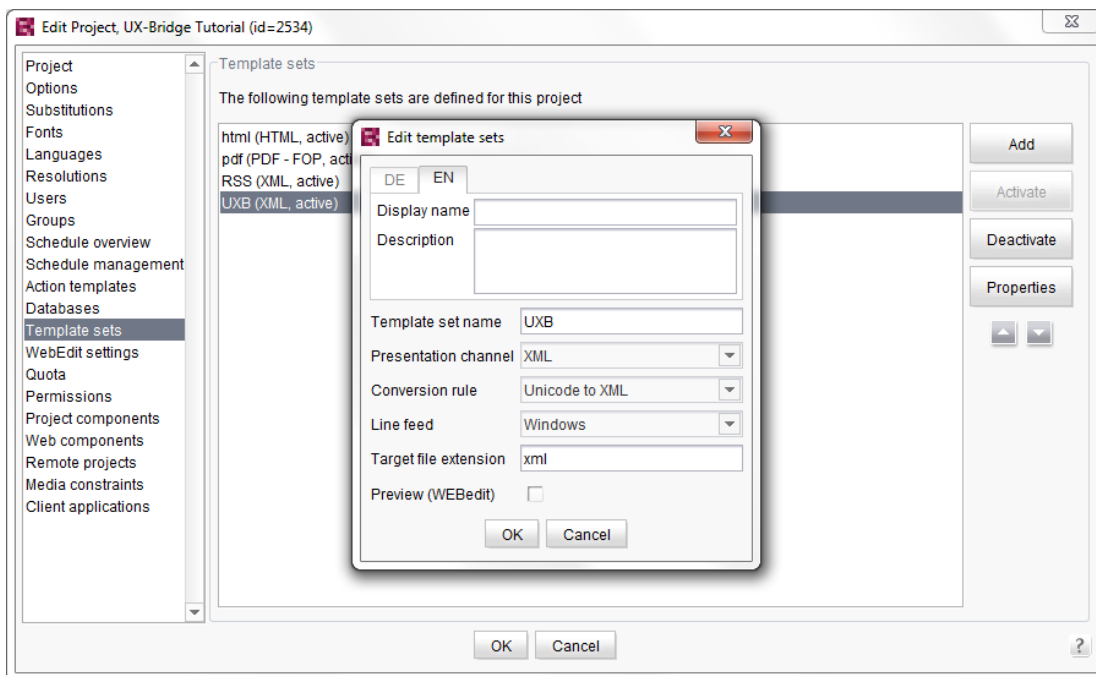 Edit Project, UX-Bridge Tutorial (id=2534)
Project
Options
Substitutions
Fonts
Languages
Resolutions
Users
Groups
Schedule overview
Schedule management
Action templates
Databases
Template sets
WebEdit settings
Quota
Permissions
Project components
Web components
Remote projects
Media constraints
Client applications
Template sets
The following template sets are defined for this project
html (HTML, active)
pdf (PDF - FOP, acti
RSS (XML, active)
UXB (XML, active)
Add
Activate
Deactivate
Properties
Edit template sets
DE EN
Display name
Description
Template set name UXB
Presentation channel XML
Conversion rule Unicode to XML
Line feed Windows
Target file extension xml
Preview (WEBedit)
OK Cancel
OK Cancel
?